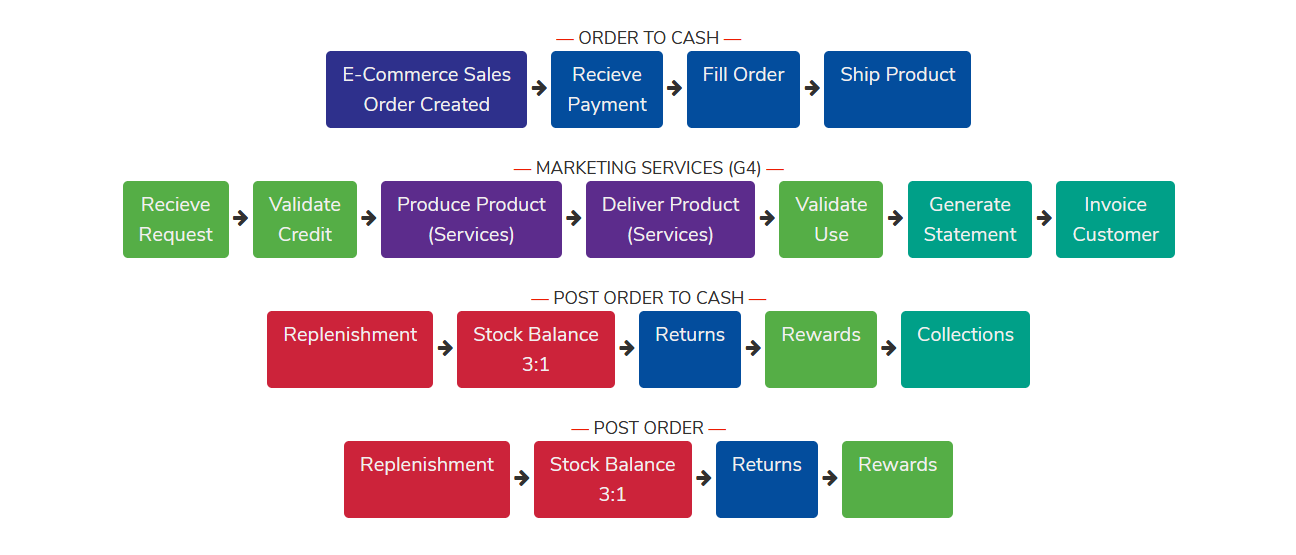 — ORDER TO CASH —
E-Commerce Sales Order Created
Recieve Payment
Fill Order
Ship Product
— MARKETING SERVICES (G4) —
Recieve Request
Validate Credit
Produce Product (Services)
Deliver Product (Services)
Validate Use
Generate Statement
Invoice Customer
— POST ORDER TO CASH —
Replenishment
Stock Balance 3:1
Returns
Rewards
Collections
— POST ORDER —
Replenishment
Stock Balance 3:1
Returns
Rewards